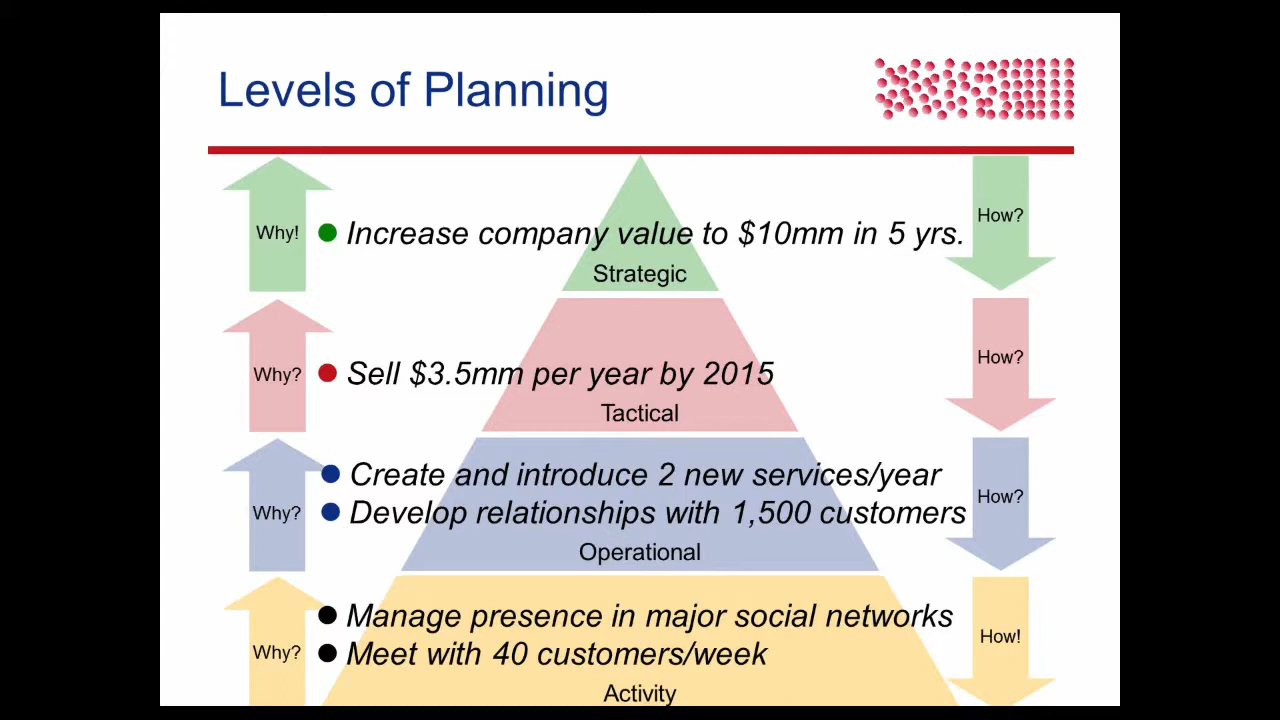 Levels of Planning
Why!
● Increase company value to $10mm in 5 yrs.
How?
Strategic
Why?
● Sell $3.5mm per year by 2015
How?
Tactical
Why?
● Create and introduce 2 new services/year
● Develop relationships with 1,500 customers
How?
Operational
Why?
● Manage presence in major social networks
● Meet with 40 customers/week
How!
Activity